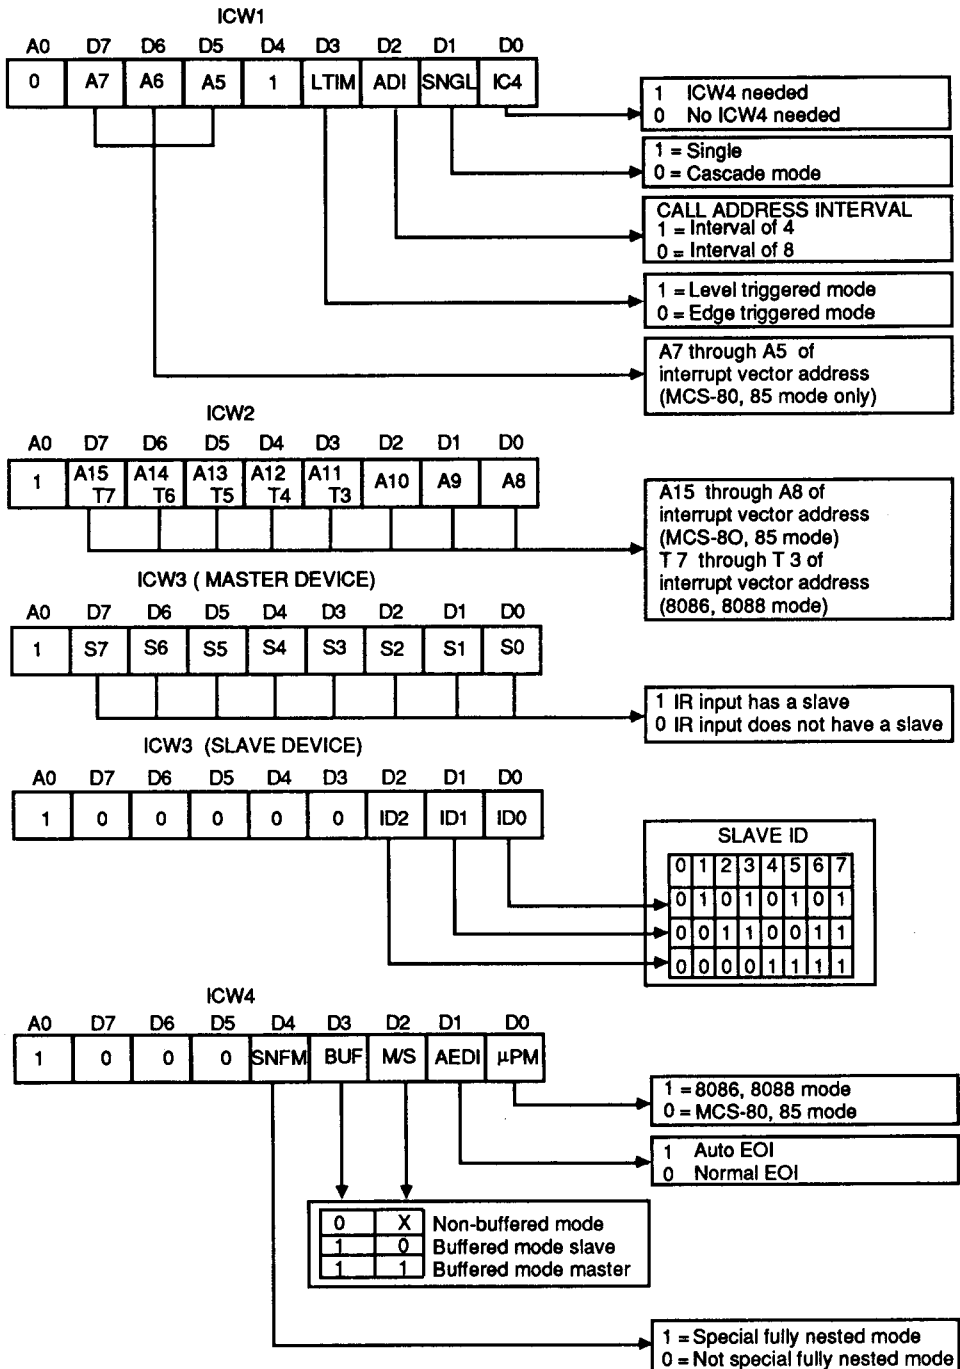 ICW1
A0 D7 D6 D5 D4 D3 D2 D1 D0
0 A7 A6 A5 1 LTIM ADI SNGL IC4
1 ICW4 needed
0 No ICW4 needed
1 = Single
0 = Cascade mode
CALL ADDRESS INTERVAL
1 = Interval of 4
0 = Interval of 8
1 = Level triggered mode
0 = Edge triggered mode
A7 through A5 of
interrupt vector address
(MCS-80, 85 mode only)
ICW2
A0 D7 D6 D5 D4 D3 D2 D1 D0
1 A15 T7 A14 T6 A13 T5 A12 T4 A11 T3 A10 A9 A8
A15 through A8 of
interrupt vector address
(MCS-8O, 85 mode)
T 7 through T 3 of
interrupt vector address
(8086, 8088 mode)
ICW3 ( MASTER DEVICE)
A0 D7 D6 D5 D4 D3 D2 D1 D0
1 S7 S6 S5 S4 S3 S2 S1 S0
1 IR input has a slave
0 IR input does not have a slave
ICW3 (SLAVE DEVICE)
A0 D7 D6 D5 D4 D3 D2 D1 D0
1 0 0 0 0 0 ID2 ID1 ID0
SLAVE ID
0 1 2 3 4 5 6 7
0 1 0 1 0 1 0 1
0 0 1 1 0 0 1 1
0 0 0 0 1 1 1 1
ICW4
A0 D7 D6 D5 D4 D3 D2 D1 D0
1 0 0 0 SNFM BUF M/S AEDI µPM
1 = 8086, 8088 mode
0 = MCS-80, 85 mode
1 Auto EOI
0 Normal EOI
0 X Non-buffered mode
1 0 Buffered mode slave
1 1 Buffered mode master
1 = Special fully nested mode
0 = Not special fully nested mode